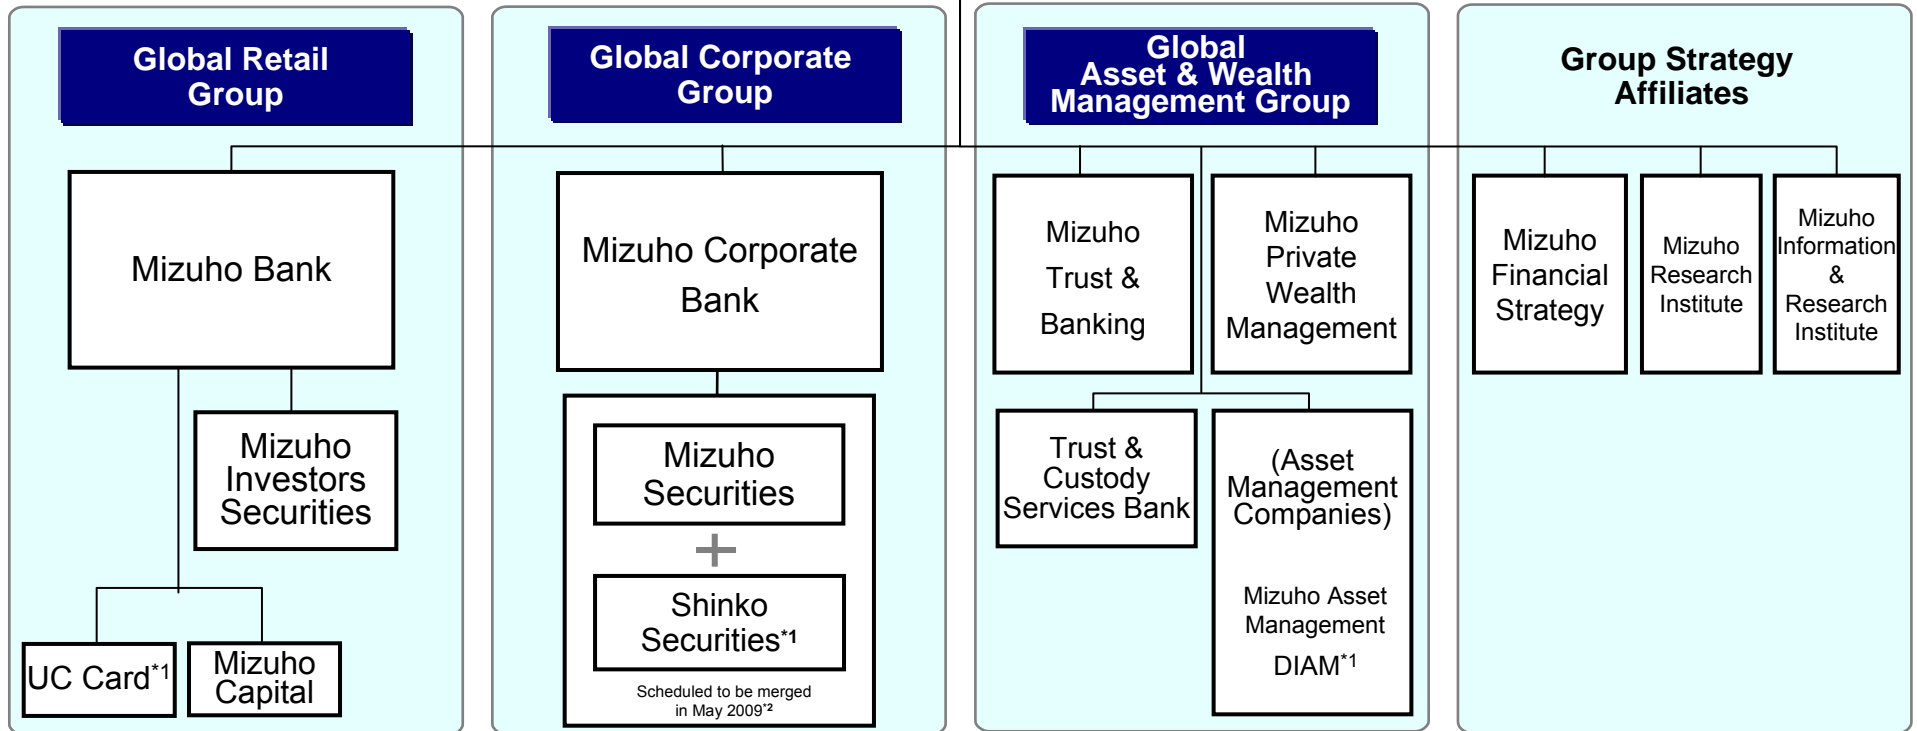 Global Retail
Group
Global Corporate
Group
Global
Asset & Wealth
Management Group
Group Strategy
Affiliates
Mizuho Bank
Mizuho
Investors
Securities
UC Card*1
Mizuho
Capital
Mizuho Corporate
Bank
Mizuho
Securities
+
Shinko
Securities*1
Scheduled to be merged
in May 2009*2
Mizuho
Trust &
Banking
Mizuho
Private
Wealth
Management
Trust &
Custody
Services Bank
(Asset
Management
Companies)
Mizuho Asset
Management
DIAM*1
Mizuho
Financial
Strategy
Mizuho
Research
Institute
Mizuho
Information
&
Research
Institute